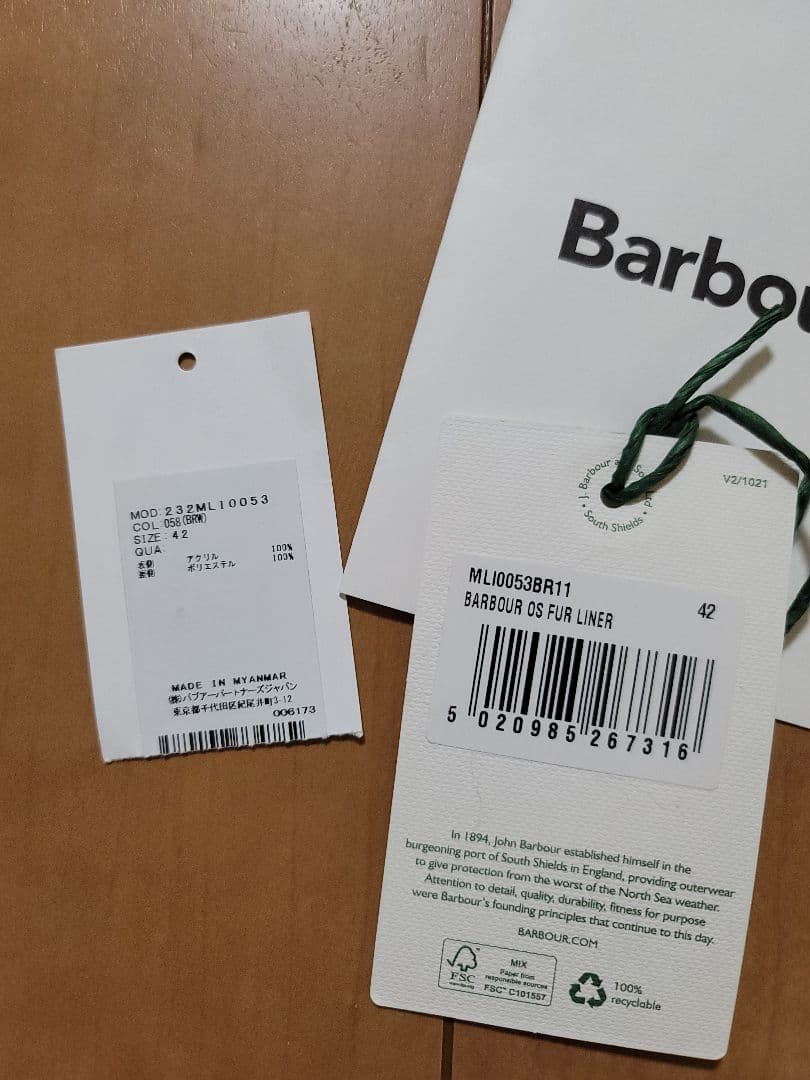 Barbou
MOD:232MLI0053
COL:058(BRW)
SIZE:42
QUA:
表側 アクリル 100%
裏側 ポリエステル 100%
MADE IN MYANMAR
(株)バブアーパートナーズジャパン
東京都千代田区紀尾井町3-12
006173
J. Barbour a So td
South Shields
V2/1021
MLI0053BR11
BARBOUR OS FUR LINER
42
5 020985 267316
In 1894, John Barbour established himself in the
burgeoning port of South Shields in England, providing outerwear
to give protection from the worst of the North Sea weather.
Attention to detail, quality, durability, fitness for purpose
were Barbour's founding principles that continue to this day.
BARBOUR.COM
FSC
MIX
Paper from
responsible sources
FSC™ C101557
100%
recyclable